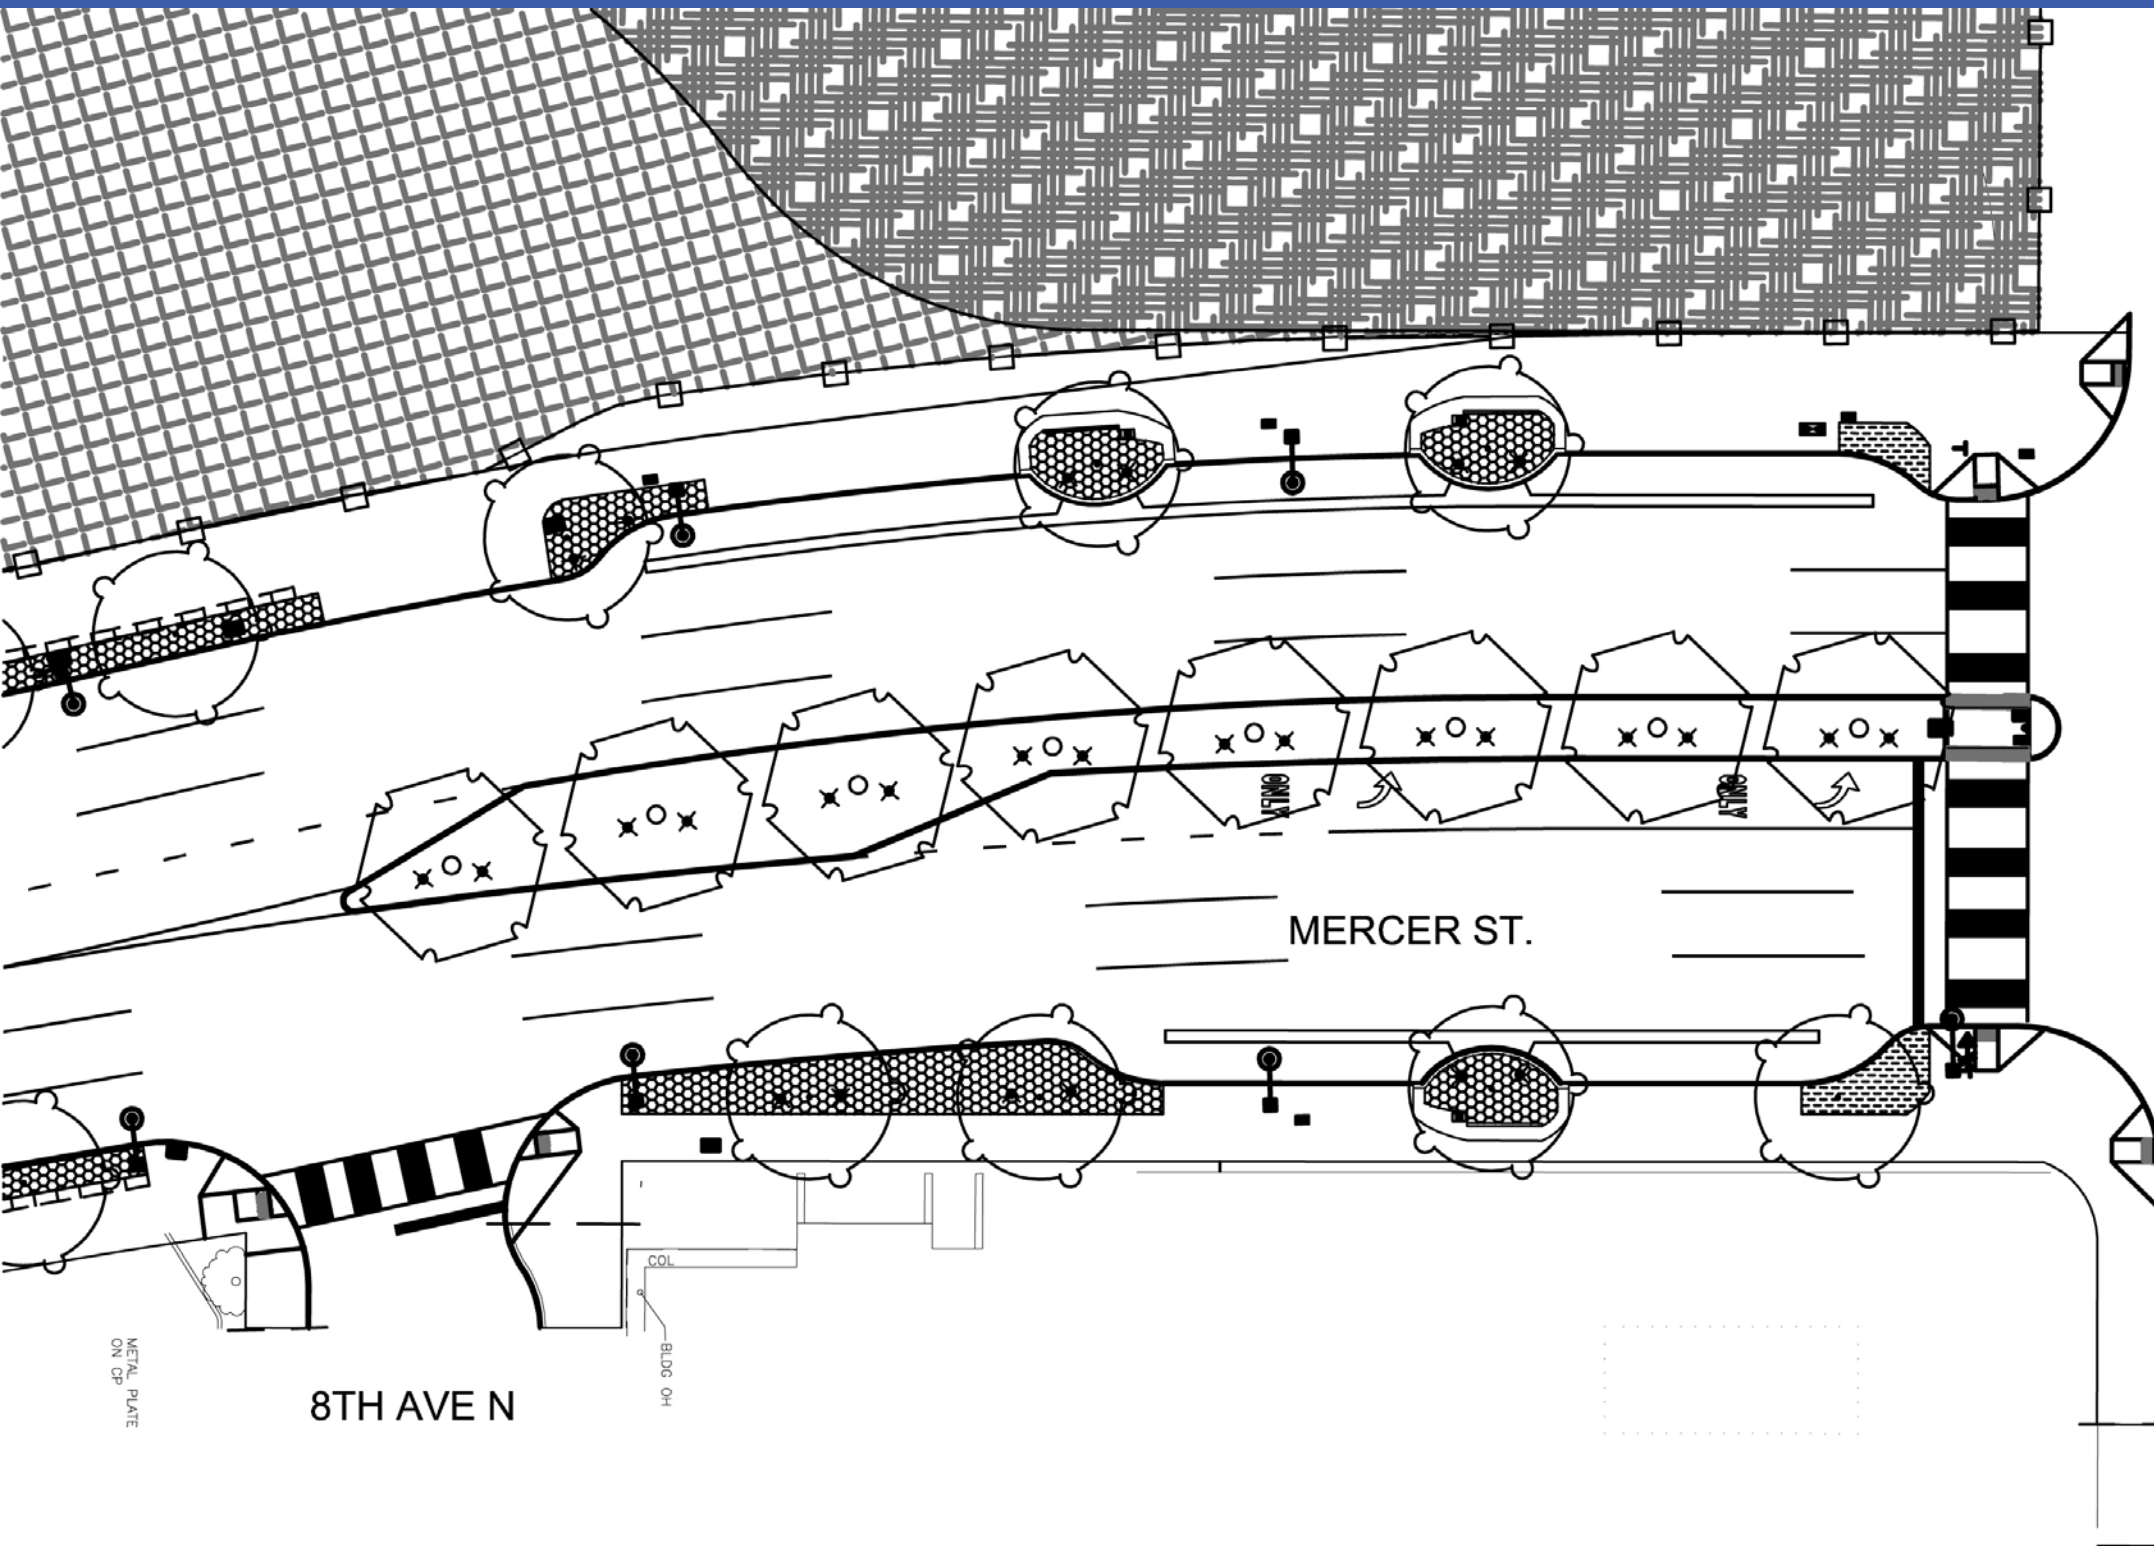 ONLY
ONLY
MERCER ST.
COL
METAL PLATE
ON CP
BLDG OH
8TH AVE N